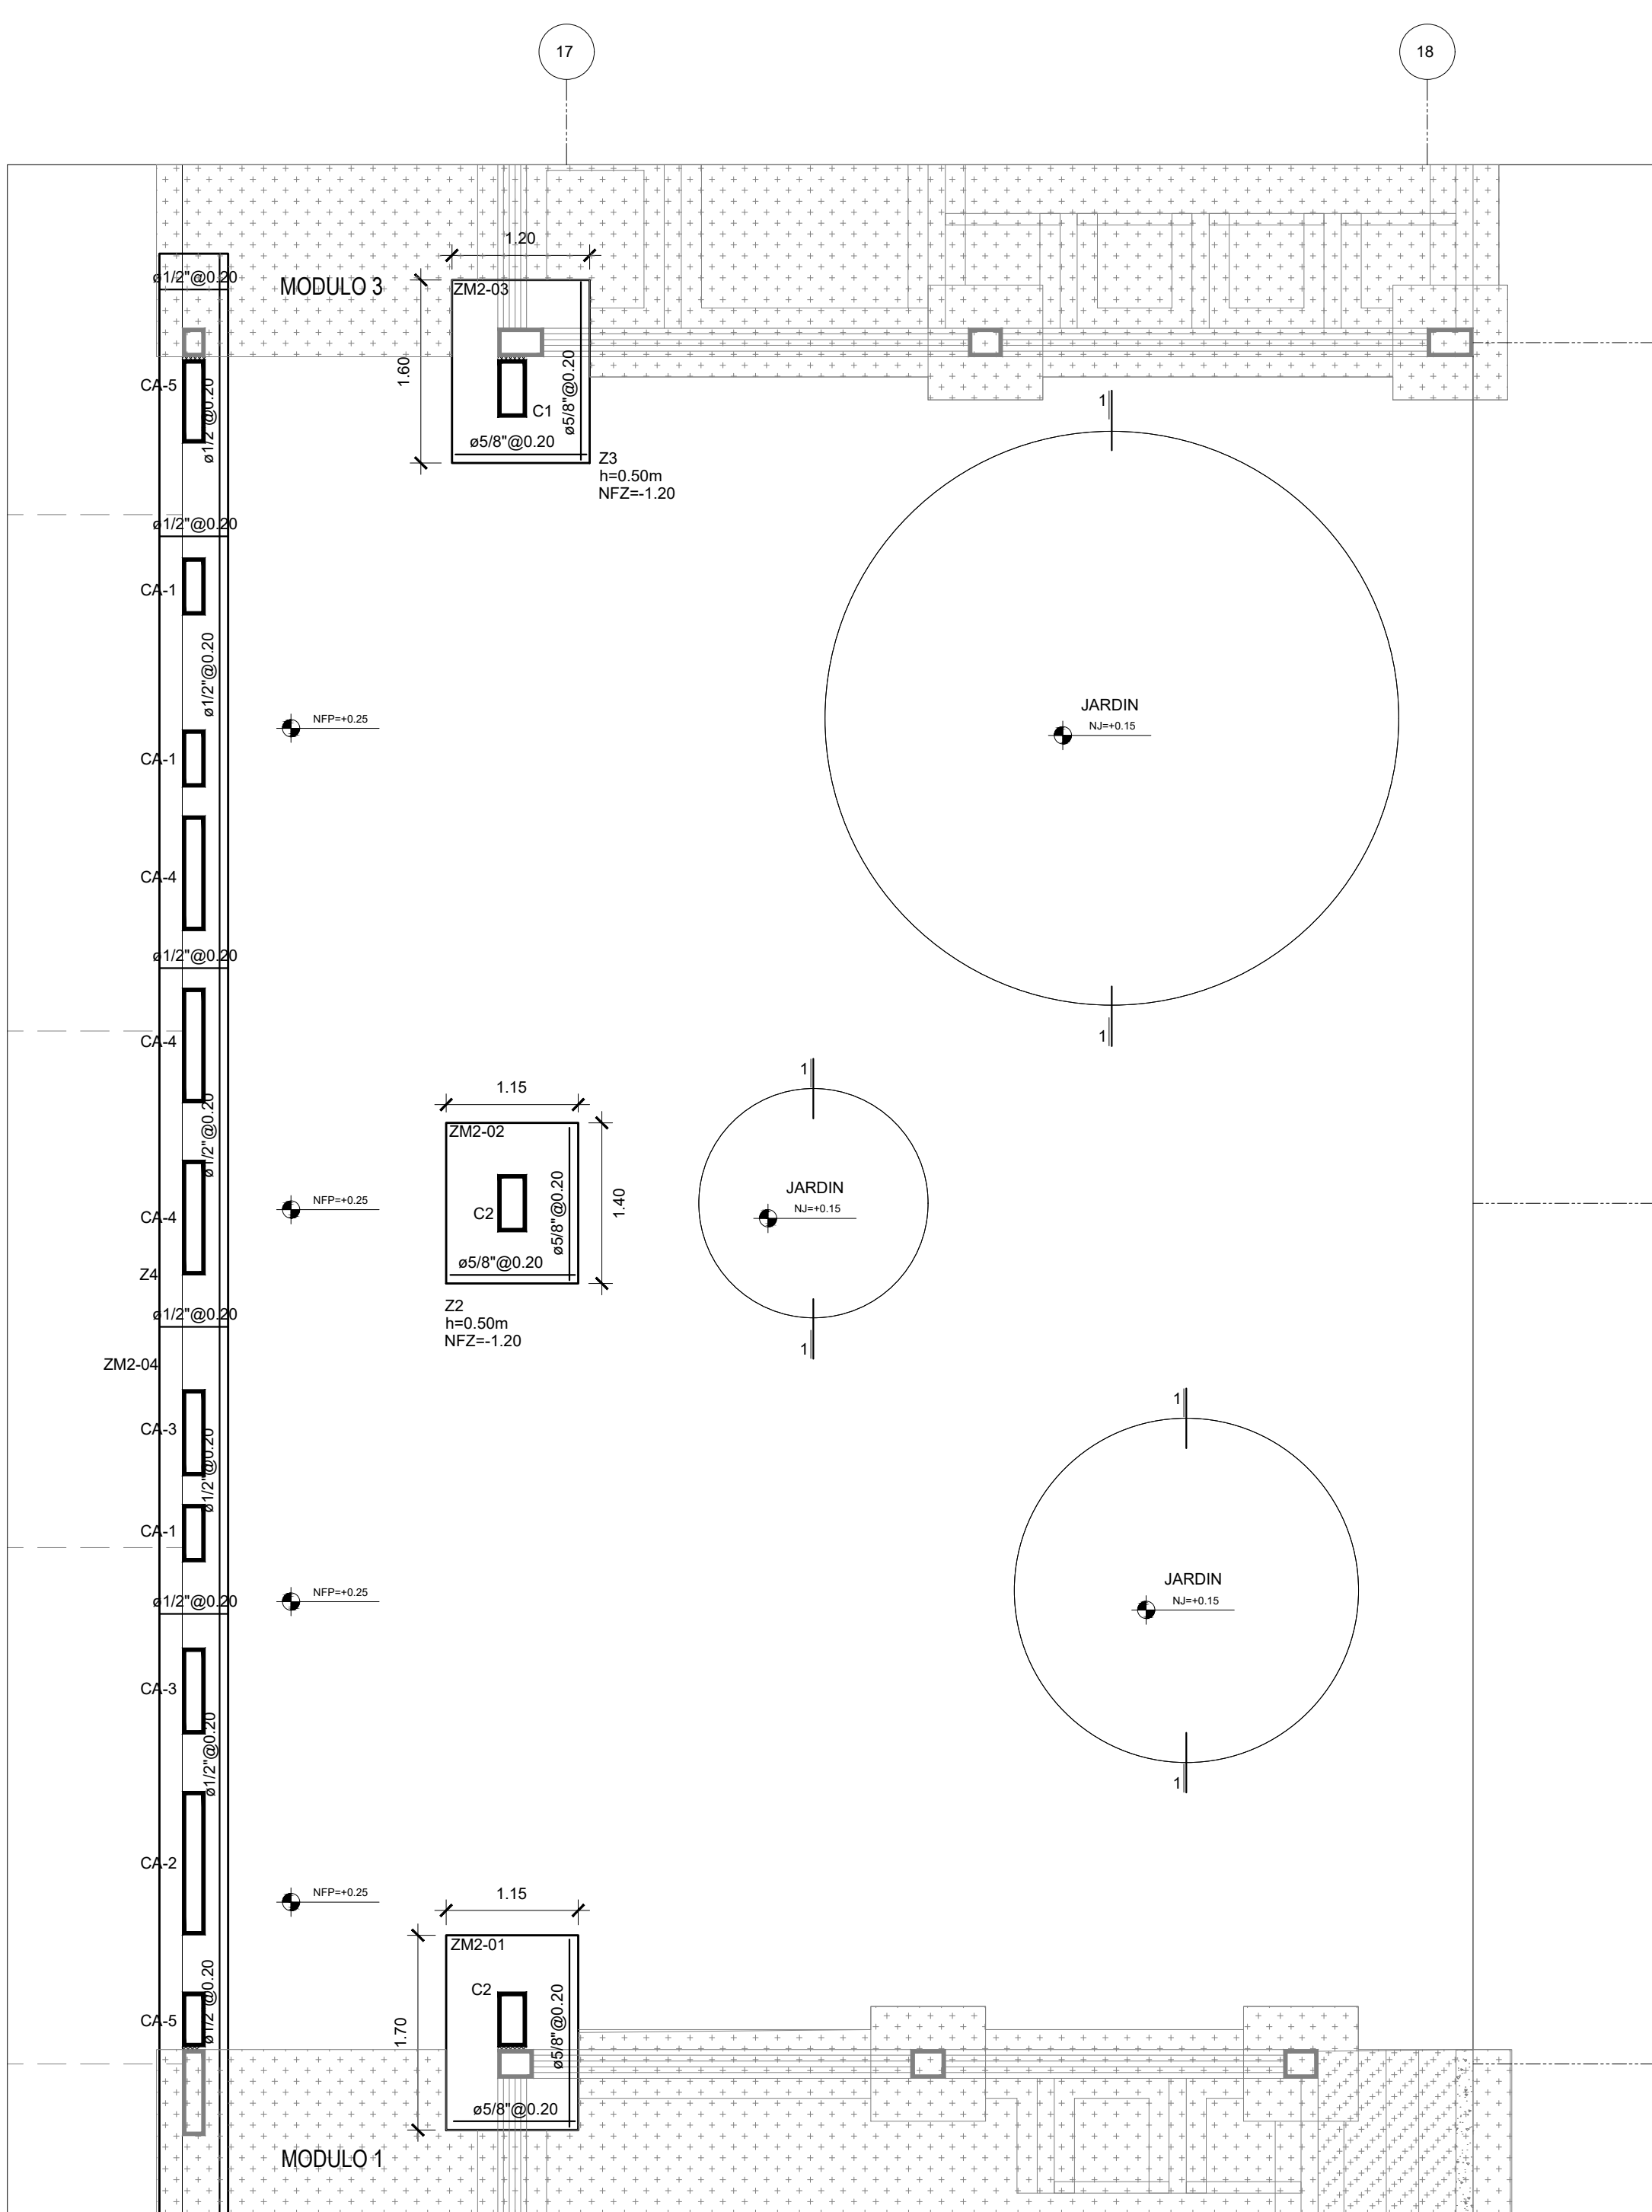 17
18
1.20
ø1/2"@0.20
MODULO 3
ZM2-03
1.60
CA-5
ø1/2"@0.20
C1
ø5/8"@0.20
ø5/8"@0.20
1
Z3
h=0.50m
NFZ=-1.20
ø1/2"@0.20
CA-1
ø1/2"@0.20
NFP=+0.25
JARDIN
NJ=+0.15
CA-1
CA-4
ø1/2"@0.20
CA-4
1
1
1.15
ø1/2"@0.20
ZM2-02
JARDIN
NJ=+0.15
NFP=+0.25
C2
ø5/8"@0.20
1.40
CA-4
ø5/8"@0.20
Z4
ø1/2"@0.20
Z2
h=0.50m
NFZ=-1.20
1
ZM2-04
1
CA-3
ø1/2"@0.20
CA-1
JARDIN
NJ=+0.15
NFP=+0.25
ø1/2"@0.20
CA-3
ø1/2"@0.20
1
CA-2
NFP=+0.25
1.15
ZM2-01
C2
ø1/2"@0.20
CA-5
1.70
ø5/8"@0.20
ø5/8"@0.20
MODULO 1